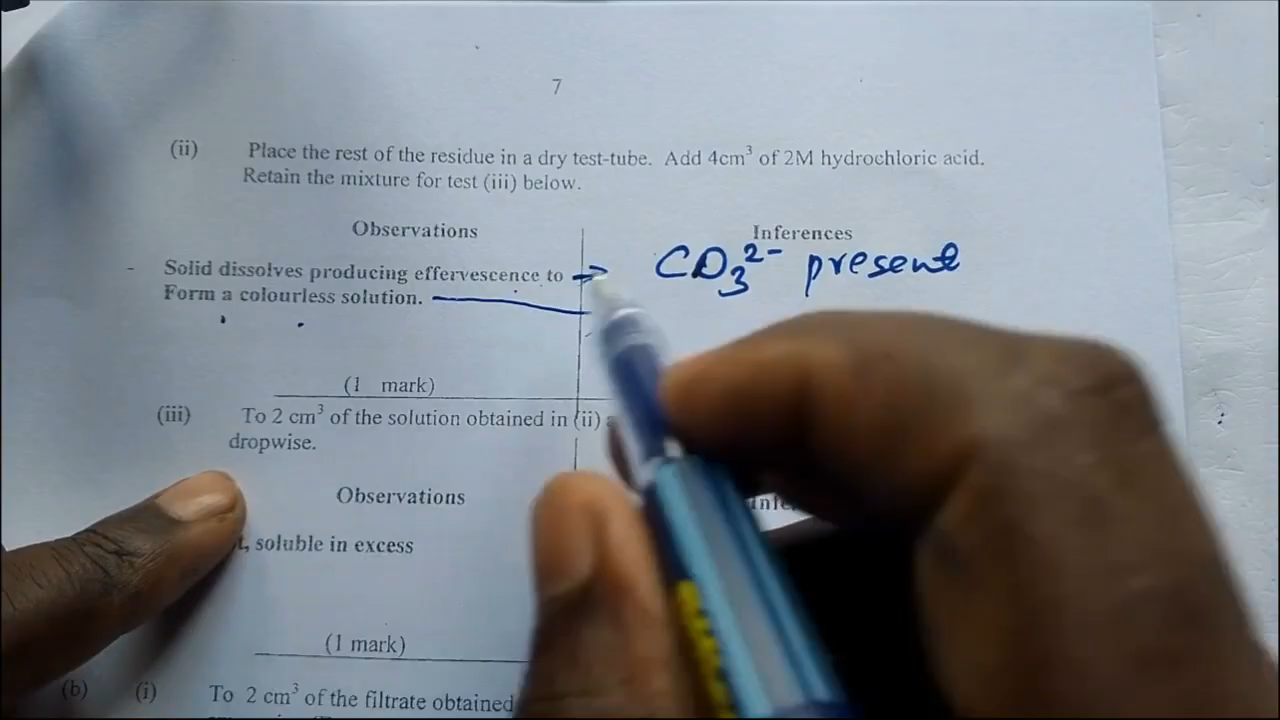 7
(ii) Place the rest of the residue in a dry test-tube. Add 4cm³ of 2M hydrochloric acid.
Retain the mixture for test (iii) below.
Observations Inferences
- Solid dissolves producing effervescence to → CO₃²⁻ present
Form a colourless solution.
(1 mark)
(iii) To 2 cm³ of the solution obtained in (ii)
dropwise.
Observations
, soluble in excess
(1 mark)
(b) (i) To 2 cm³ of the filtrate obtained